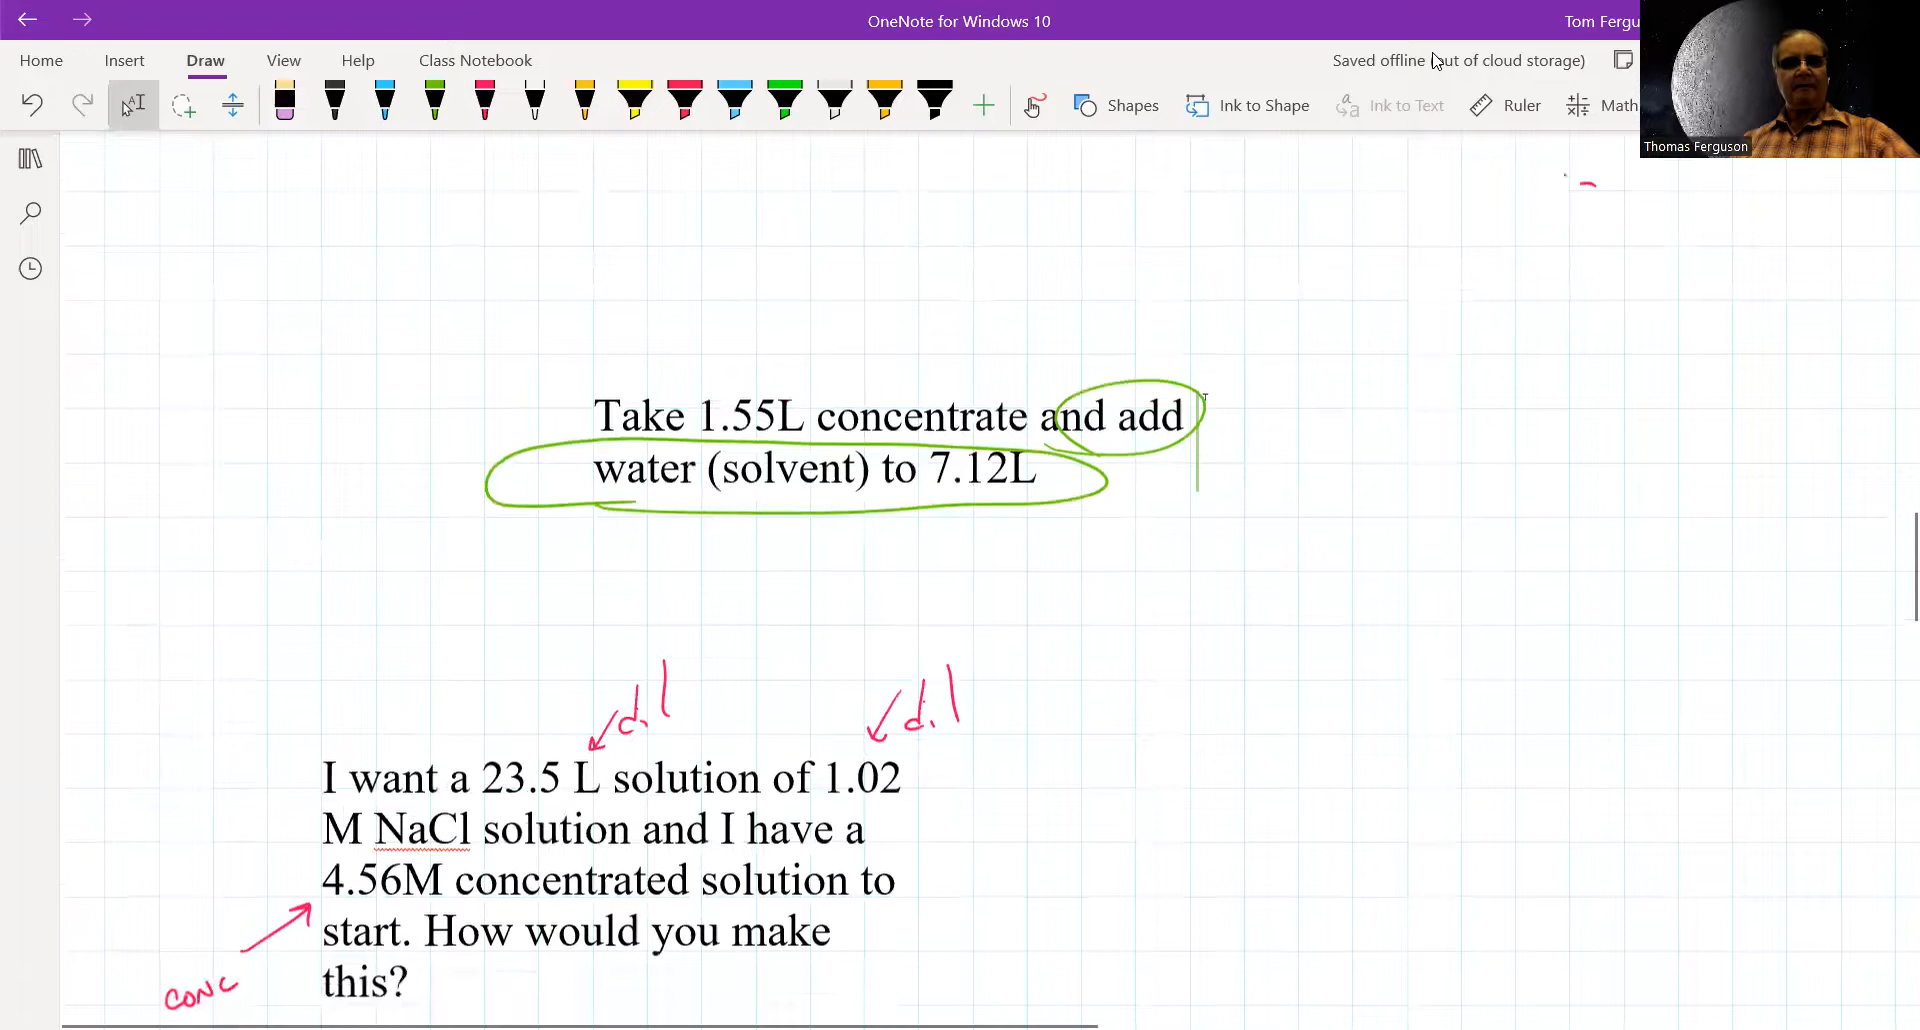 OneNote for Windows 10
Tom Fergu
Home Insert Draw View Help Class Notebook
Saved offline (out of cloud storage)
Shapes Ink to Shape Ink to Text Ruler Math
Thomas Ferguson
Take 1.55L concentrate and add
water (solvent) to 7.12L
dil dil
I want a 23.5 L solution of 1.02
M NaCl solution and I have a
4.56M concentrated solution to
start. How would you make
this?
conc